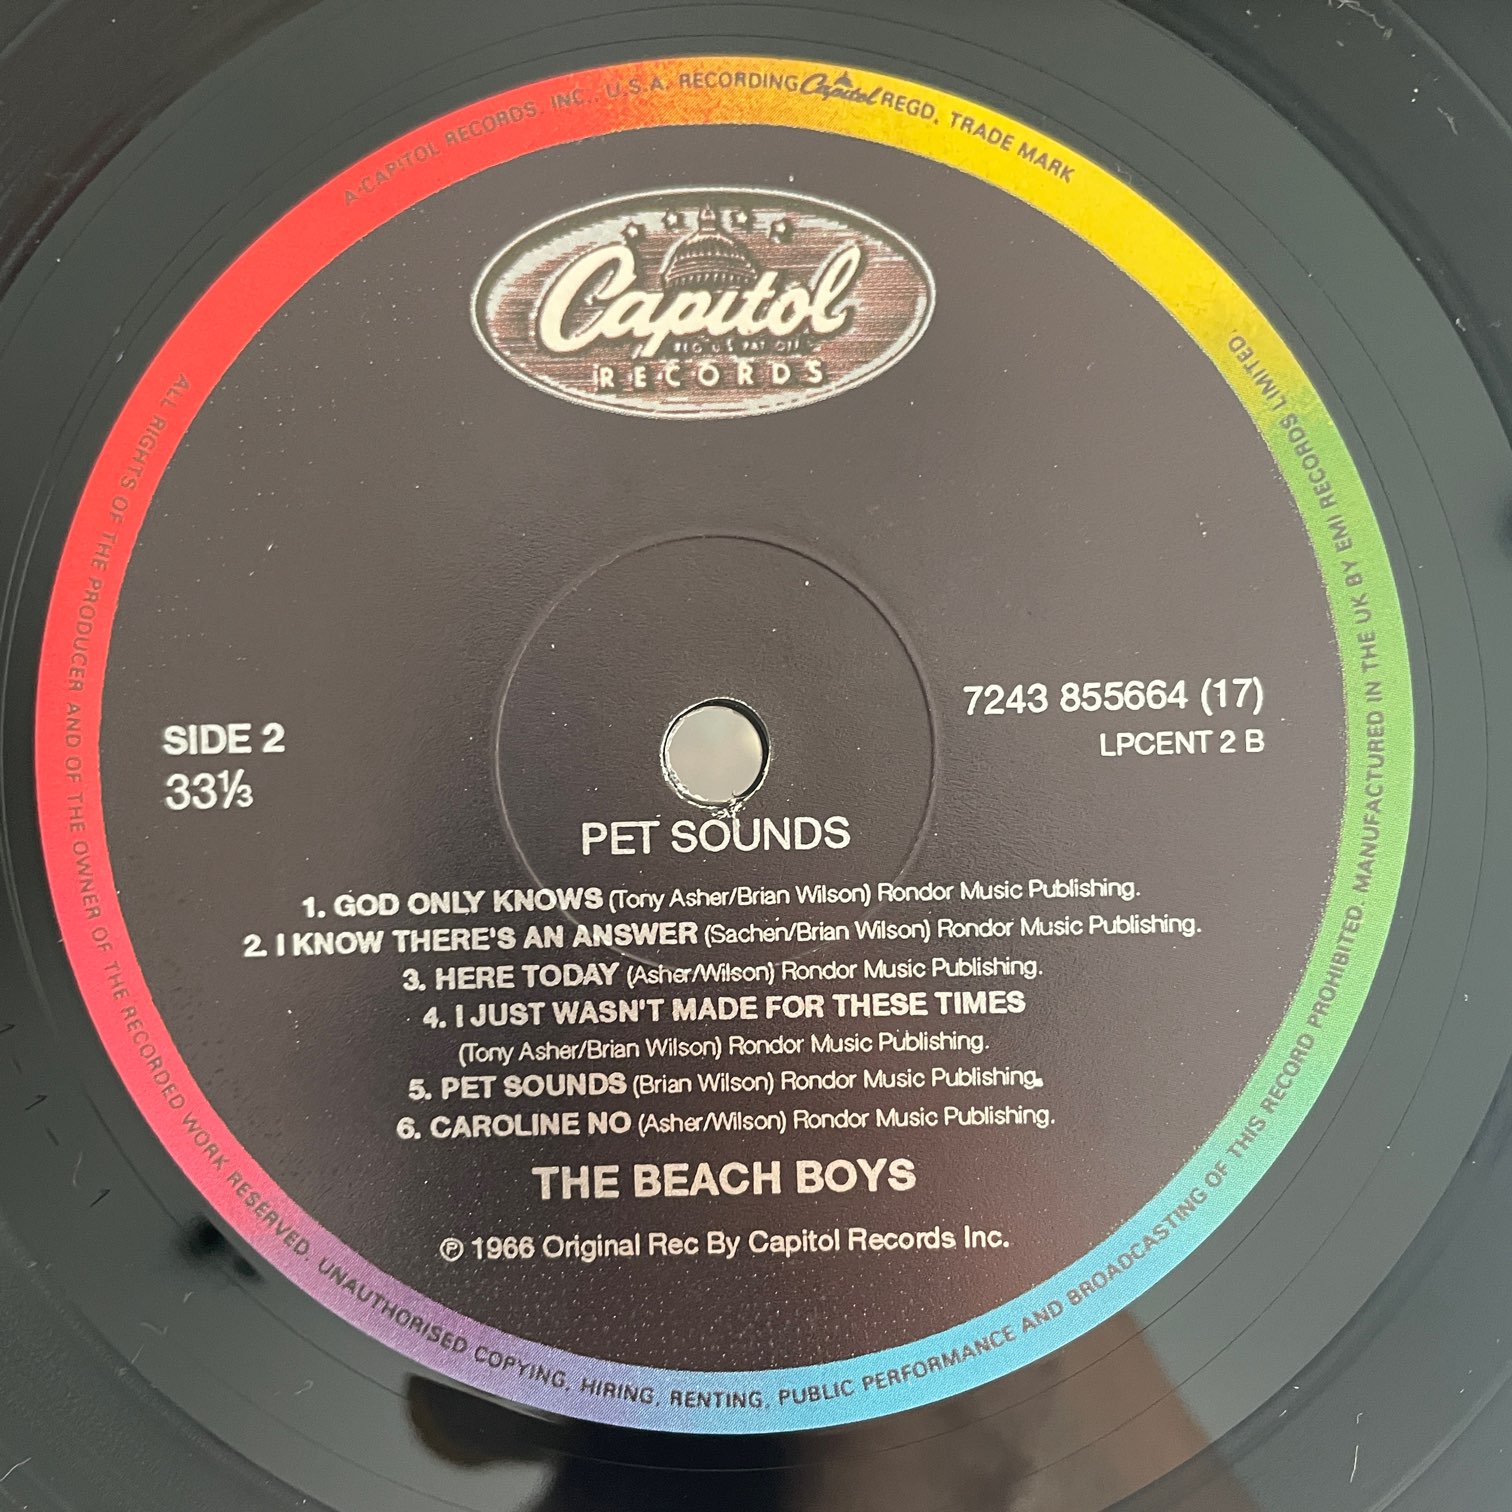 A CAPITOL RECORDS, INC., U.S.A. RECORDING Capitol REGD. TRADE MARK
Capitol
RECORDS
SIDE 2
33⅓
7243 855664 (17)
LPCENT 2 B
PET SOUNDS
1. GOD ONLY KNOWS (Tony Asher/Brian Wilson) Rondor Music Publishing.
2. I KNOW THERE'S AN ANSWER (Sachen/Brian Wilson) Rondor Music Publishing.
3. HERE TODAY (Asher/Wilson) Rondor Music Publishing.
4. I JUST WASN'T MADE FOR THESE TIMES
(Tony Asher/Brian Wilson) Rondor Music Publishing.
5. PET SOUNDS (Brian Wilson) Rondor Music Publishing.
6. CAROLINE NO (Asher/Wilson) Rondor Music Publishing.
THE BEACH BOYS
℗ 1966 Original Rec By Capitol Records Inc.
ALL RIGHTS OF THE PRODUCER AND OF THE OWNER OF THE RECORDED WORK RESERVED. UNAUTHORISED COPYING, HIRING, RENTING, PUBLIC PERFORMANCE AND BROADCASTING OF THIS RECORD PROHIBITED. MANUFACTURED IN THE UK BY EMI RECORDS LIMITED.